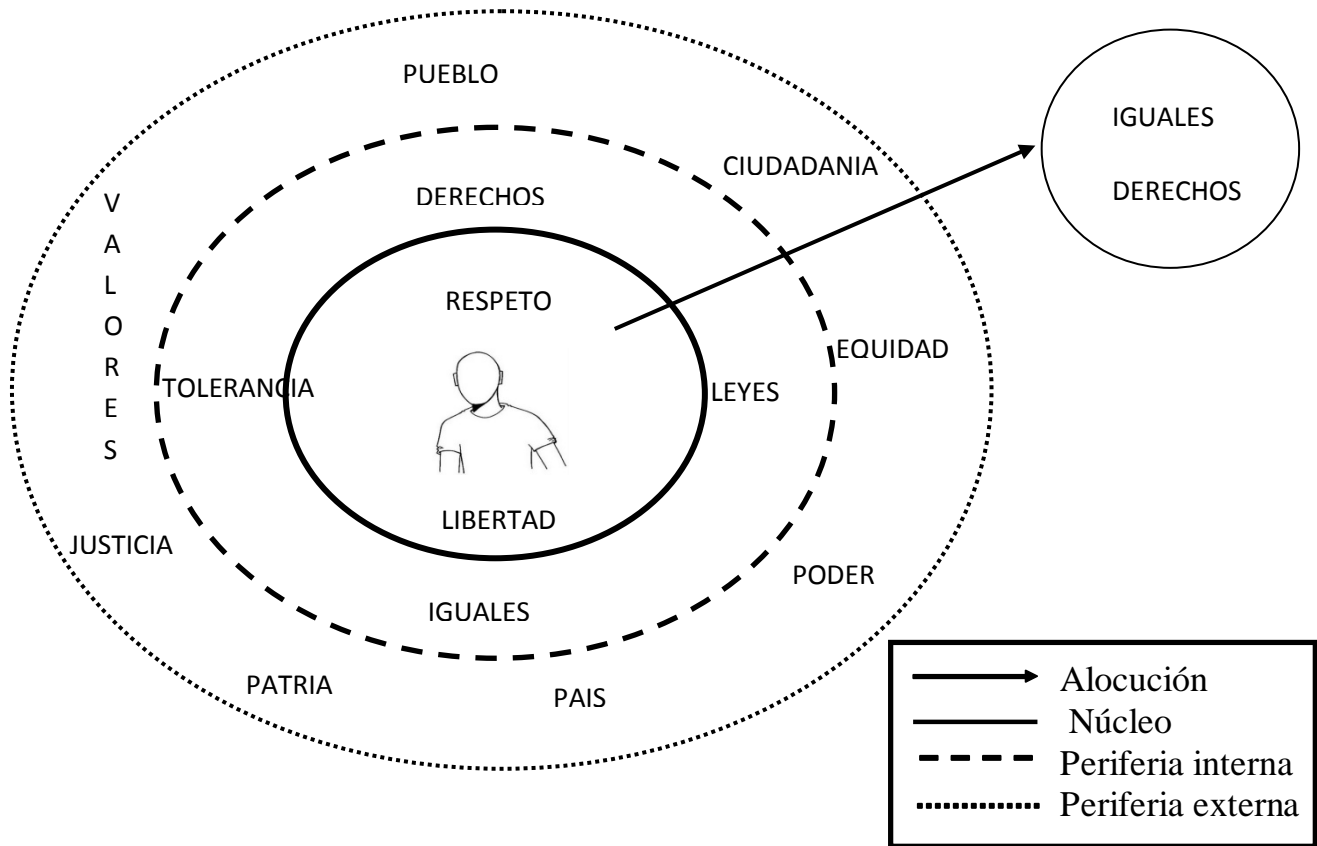 PUEBLO
CIUDADANIA
IGUALES
DERECHOS
VALORES
DERECHOS
RESPETO
EQUIDAD
TOLERANCIA
LEYES
LIBERTAD
JUSTICIA
PODER
IGUALES
PATRIA
PAIS
Alocución
Núcleo
Periferia interna
Periferia externa